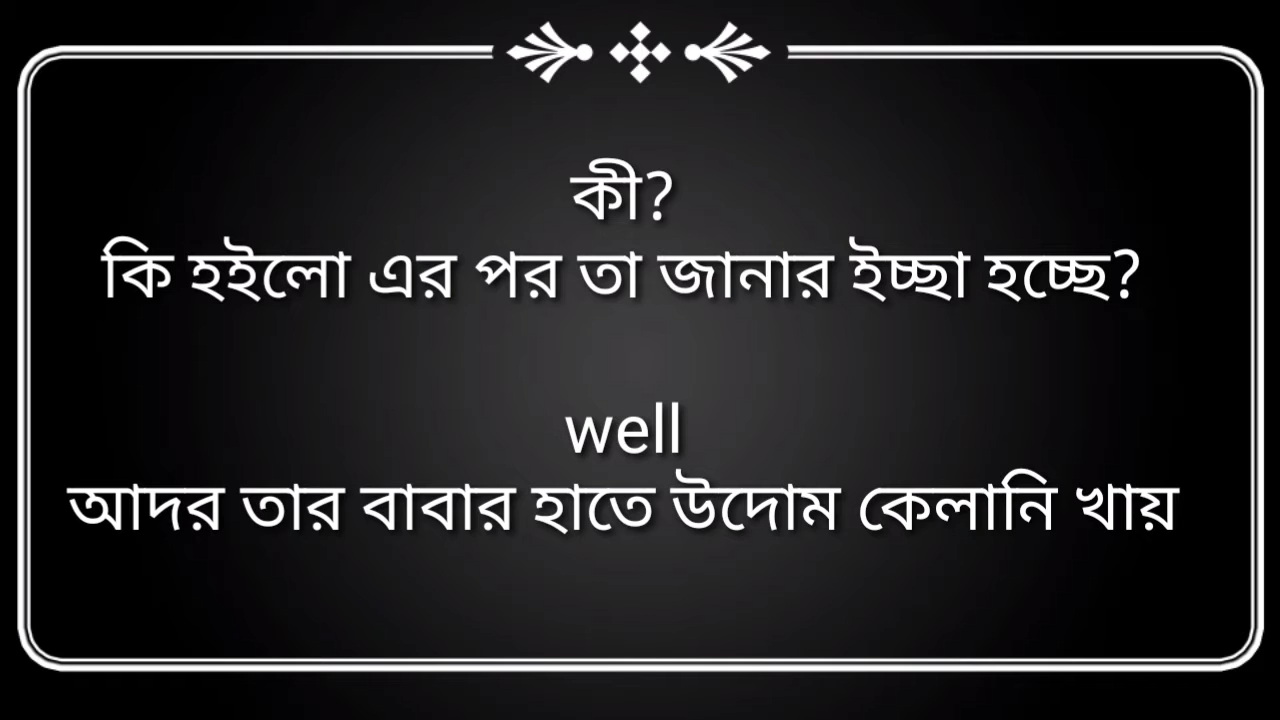 কী?
কি হইলো এর পর তা জানার ইচ্ছা হচ্ছে?
well
আদর তার বাবার হাতে উদোম কেলানি খায়